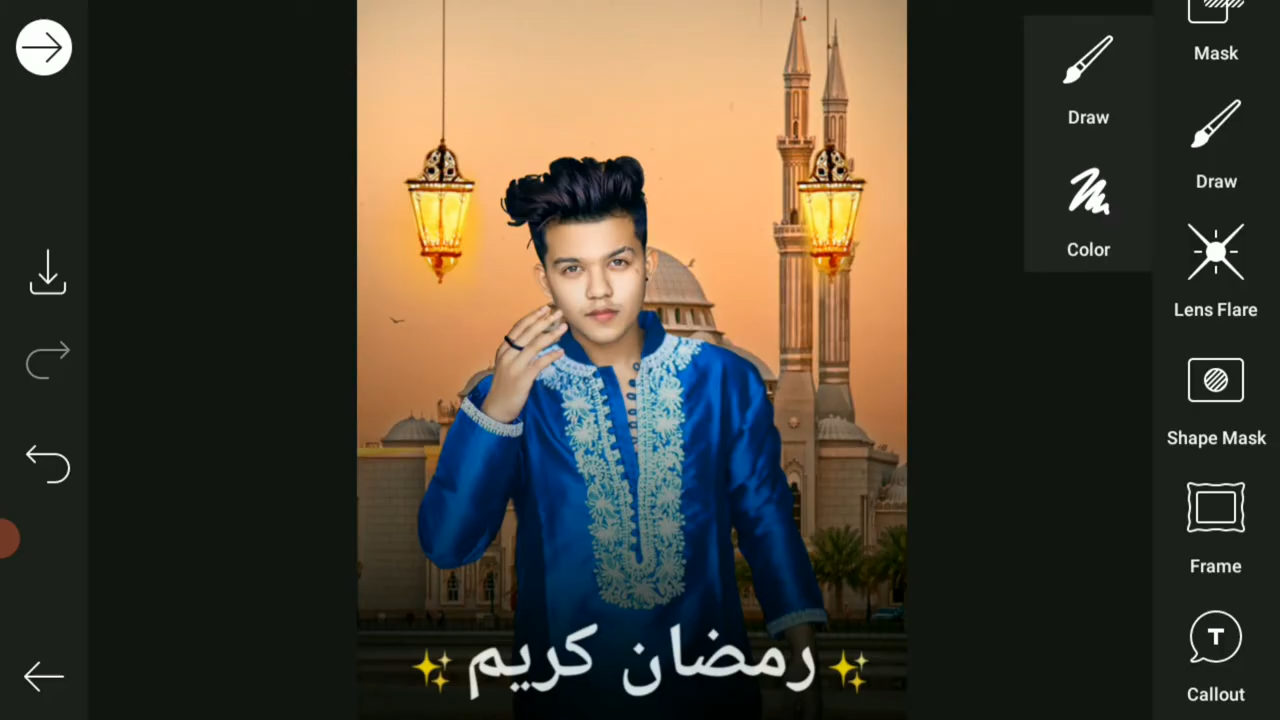 Mask
Draw
Draw
Color
Lens Flare
Shape Mask
Frame
T
Callout
رمضان كريم